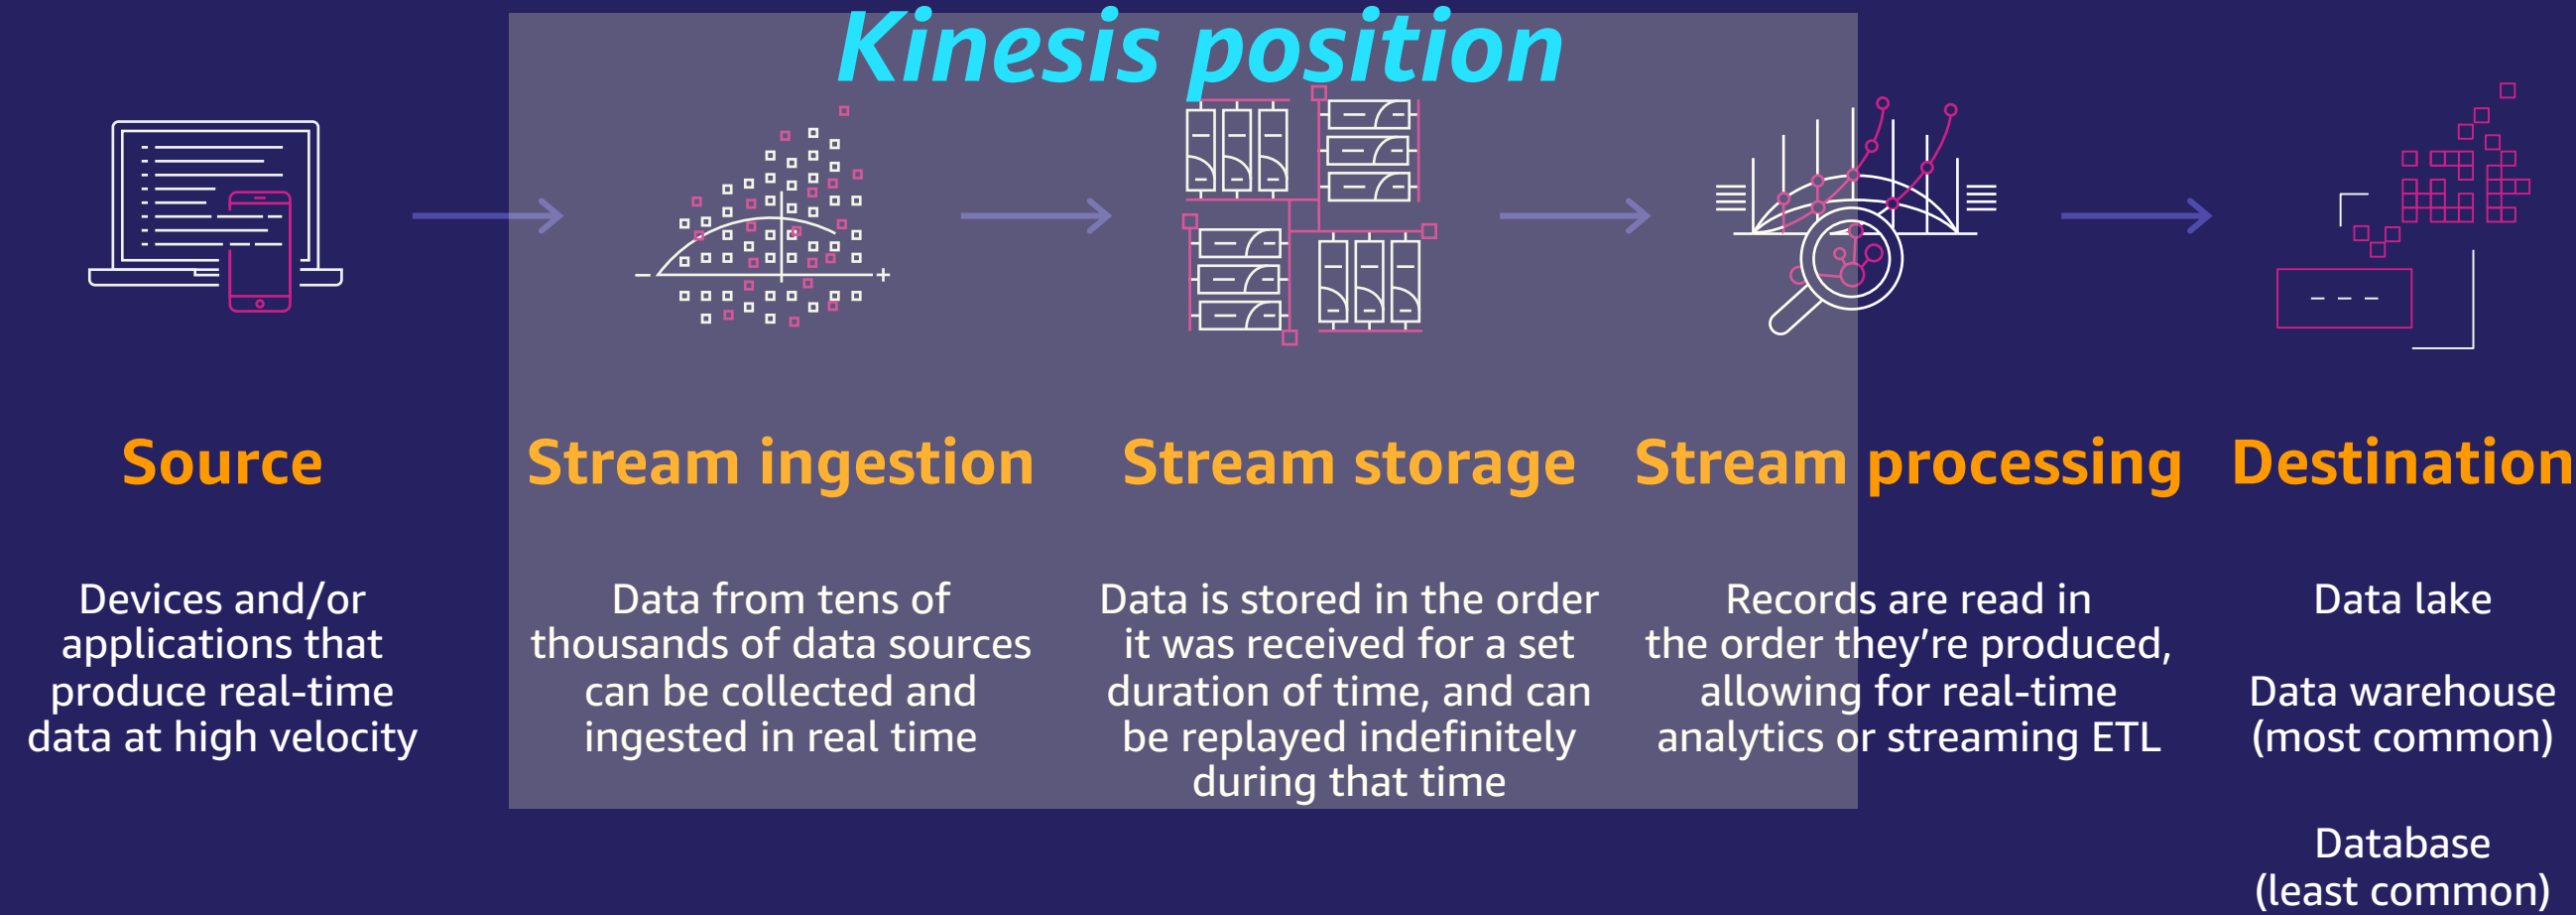 Kinesis position
Source
Stream ingestion
Stream storage
Stream processing
Destination
Devices and/or
applications that
produce real-time
data at high velocity
Data from tens of
thousands of data sources
can be collected and
ingested in real time
Data is stored in the order
it was received for a set
duration of time, and can
be replayed indefinitely
during that time
Records are read in
the order they’re produced,
allowing for real-time
analytics or streaming ETL
Data lake
Data warehouse
(most common)
Database
(least common)